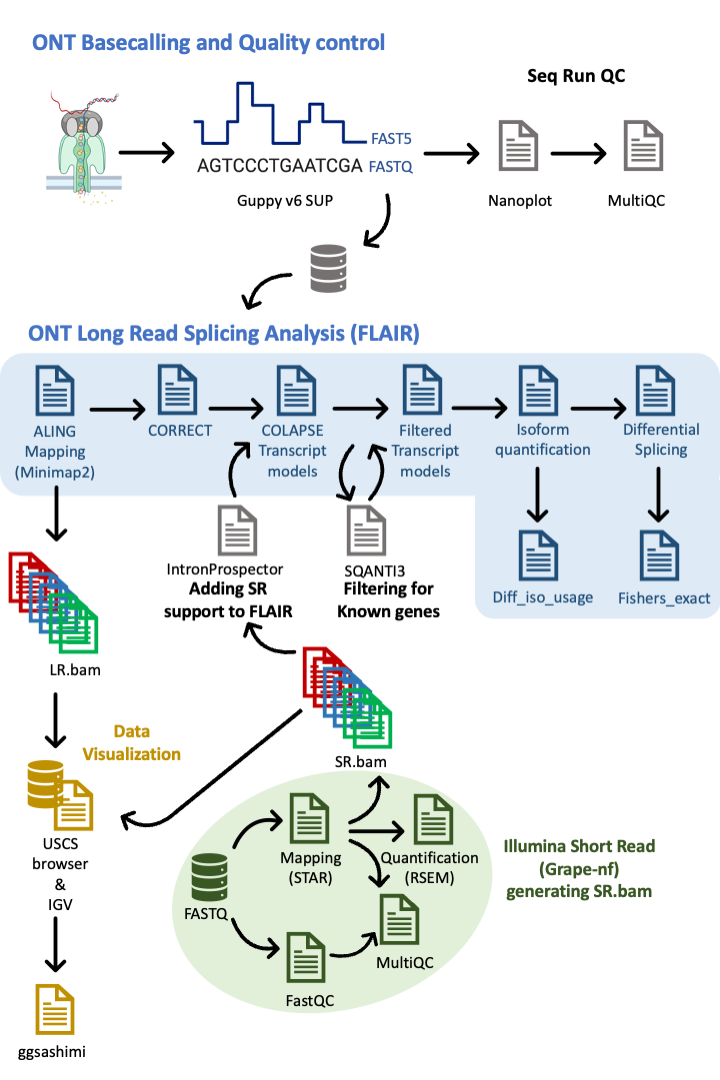 ONT Basecalling and Quality control
Seq Run QC
FAST5
AGTCCCTGAATCGA FASTQ
Guppy v6 SUP
Nanoplot
MultiQC
ONT Long Read Splicing Analysis (FLAIR)
ALING
Mapping
(Minimap2)
CORRECT
COLAPSE
Transcript
models
Filtered
Transcript
models
Isoform
quantification
Differential
Splicing
IntronProspector
Adding SR
support to FLAIR
SQANTI3
Filtering for
Known genes
Diff_iso_usage
Fishers_exact
LR.bam
Data
Visualization
SR.bam
USCS
browser
&
IGV
ggsashimi
Mapping
(STAR)
Quantification
(RSEM)
FASTQ
FastQC
MultiQC
Illumina Short Read
(Grape-nf)
generating SR.bam